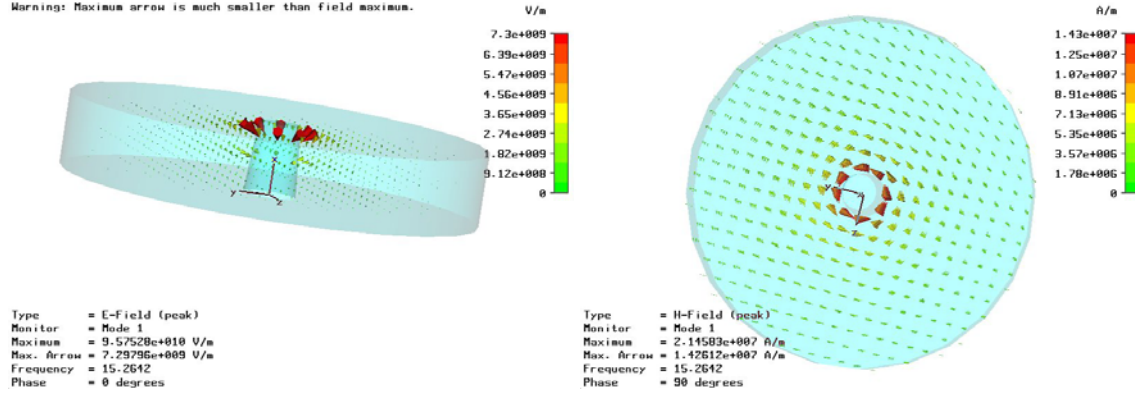 Warning: Maximum arrow is much smaller than field maximum.
V/m
7.3e+009
6.39e+009
5.47e+009
4.56e+009
3.65e+009
2.74e+009
1.82e+009
9.12e+008
0
x
y
z
Type = E-Field (peak)
Monitor = Mode 1
Maximum = 9.57528e+010 V/m
Max. Arrow = 7.29796e+009 V/m
Frequency = 15.2642
Phase = 0 degrees
A/m
1.43e+007
1.25e+007
1.07e+007
8.91e+006
7.13e+006
5.35e+006
3.57e+006
1.78e+006
0
y
x
z
Type = H-Field (peak)
Monitor = Mode 1
Maximum = 2.14583e+007 A/m
Max. Arrow = 1.42612e+007 A/m
Frequency = 15.2642
Phase = 90 degrees